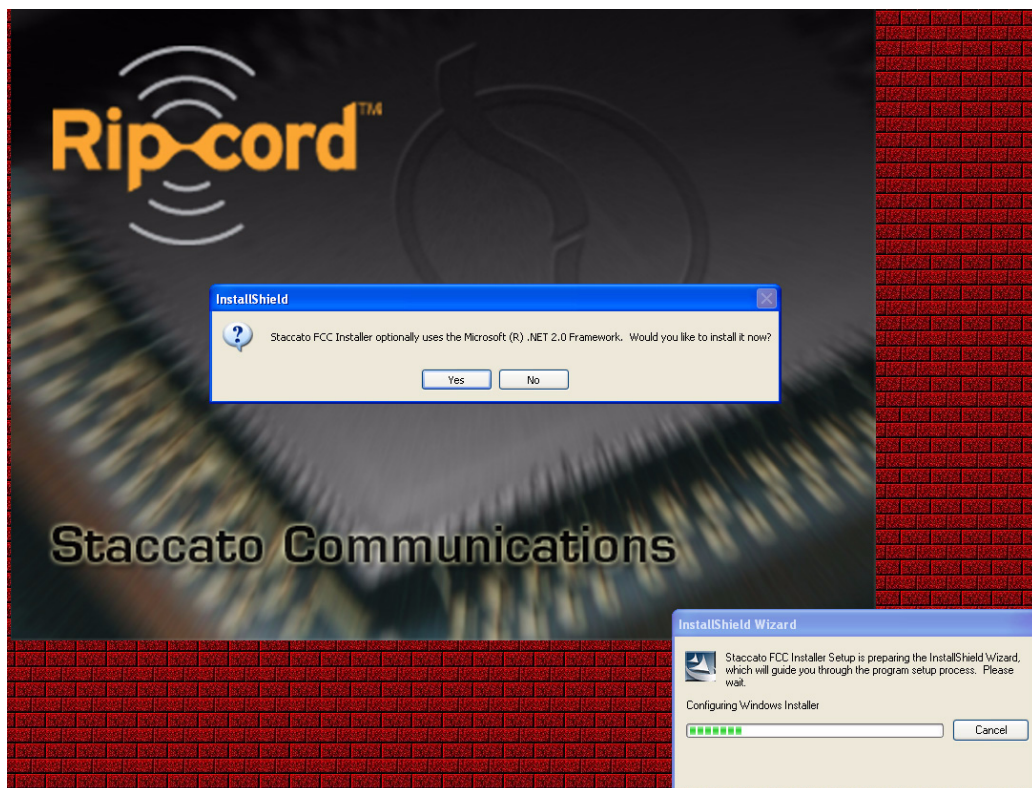 Ripcord™
InstallShield
Staccato FCC Installer optionally uses the Microsoft (R) .NET 2.0 Framework. Would you like to install it now?
Yes No
Staccato Communications
InstallShield Wizard
Staccato FCC Installer Setup is preparing the InstallShield Wizard,
which will guide you through the program setup process. Please
wait.
Configuring Windows Installer
Cancel